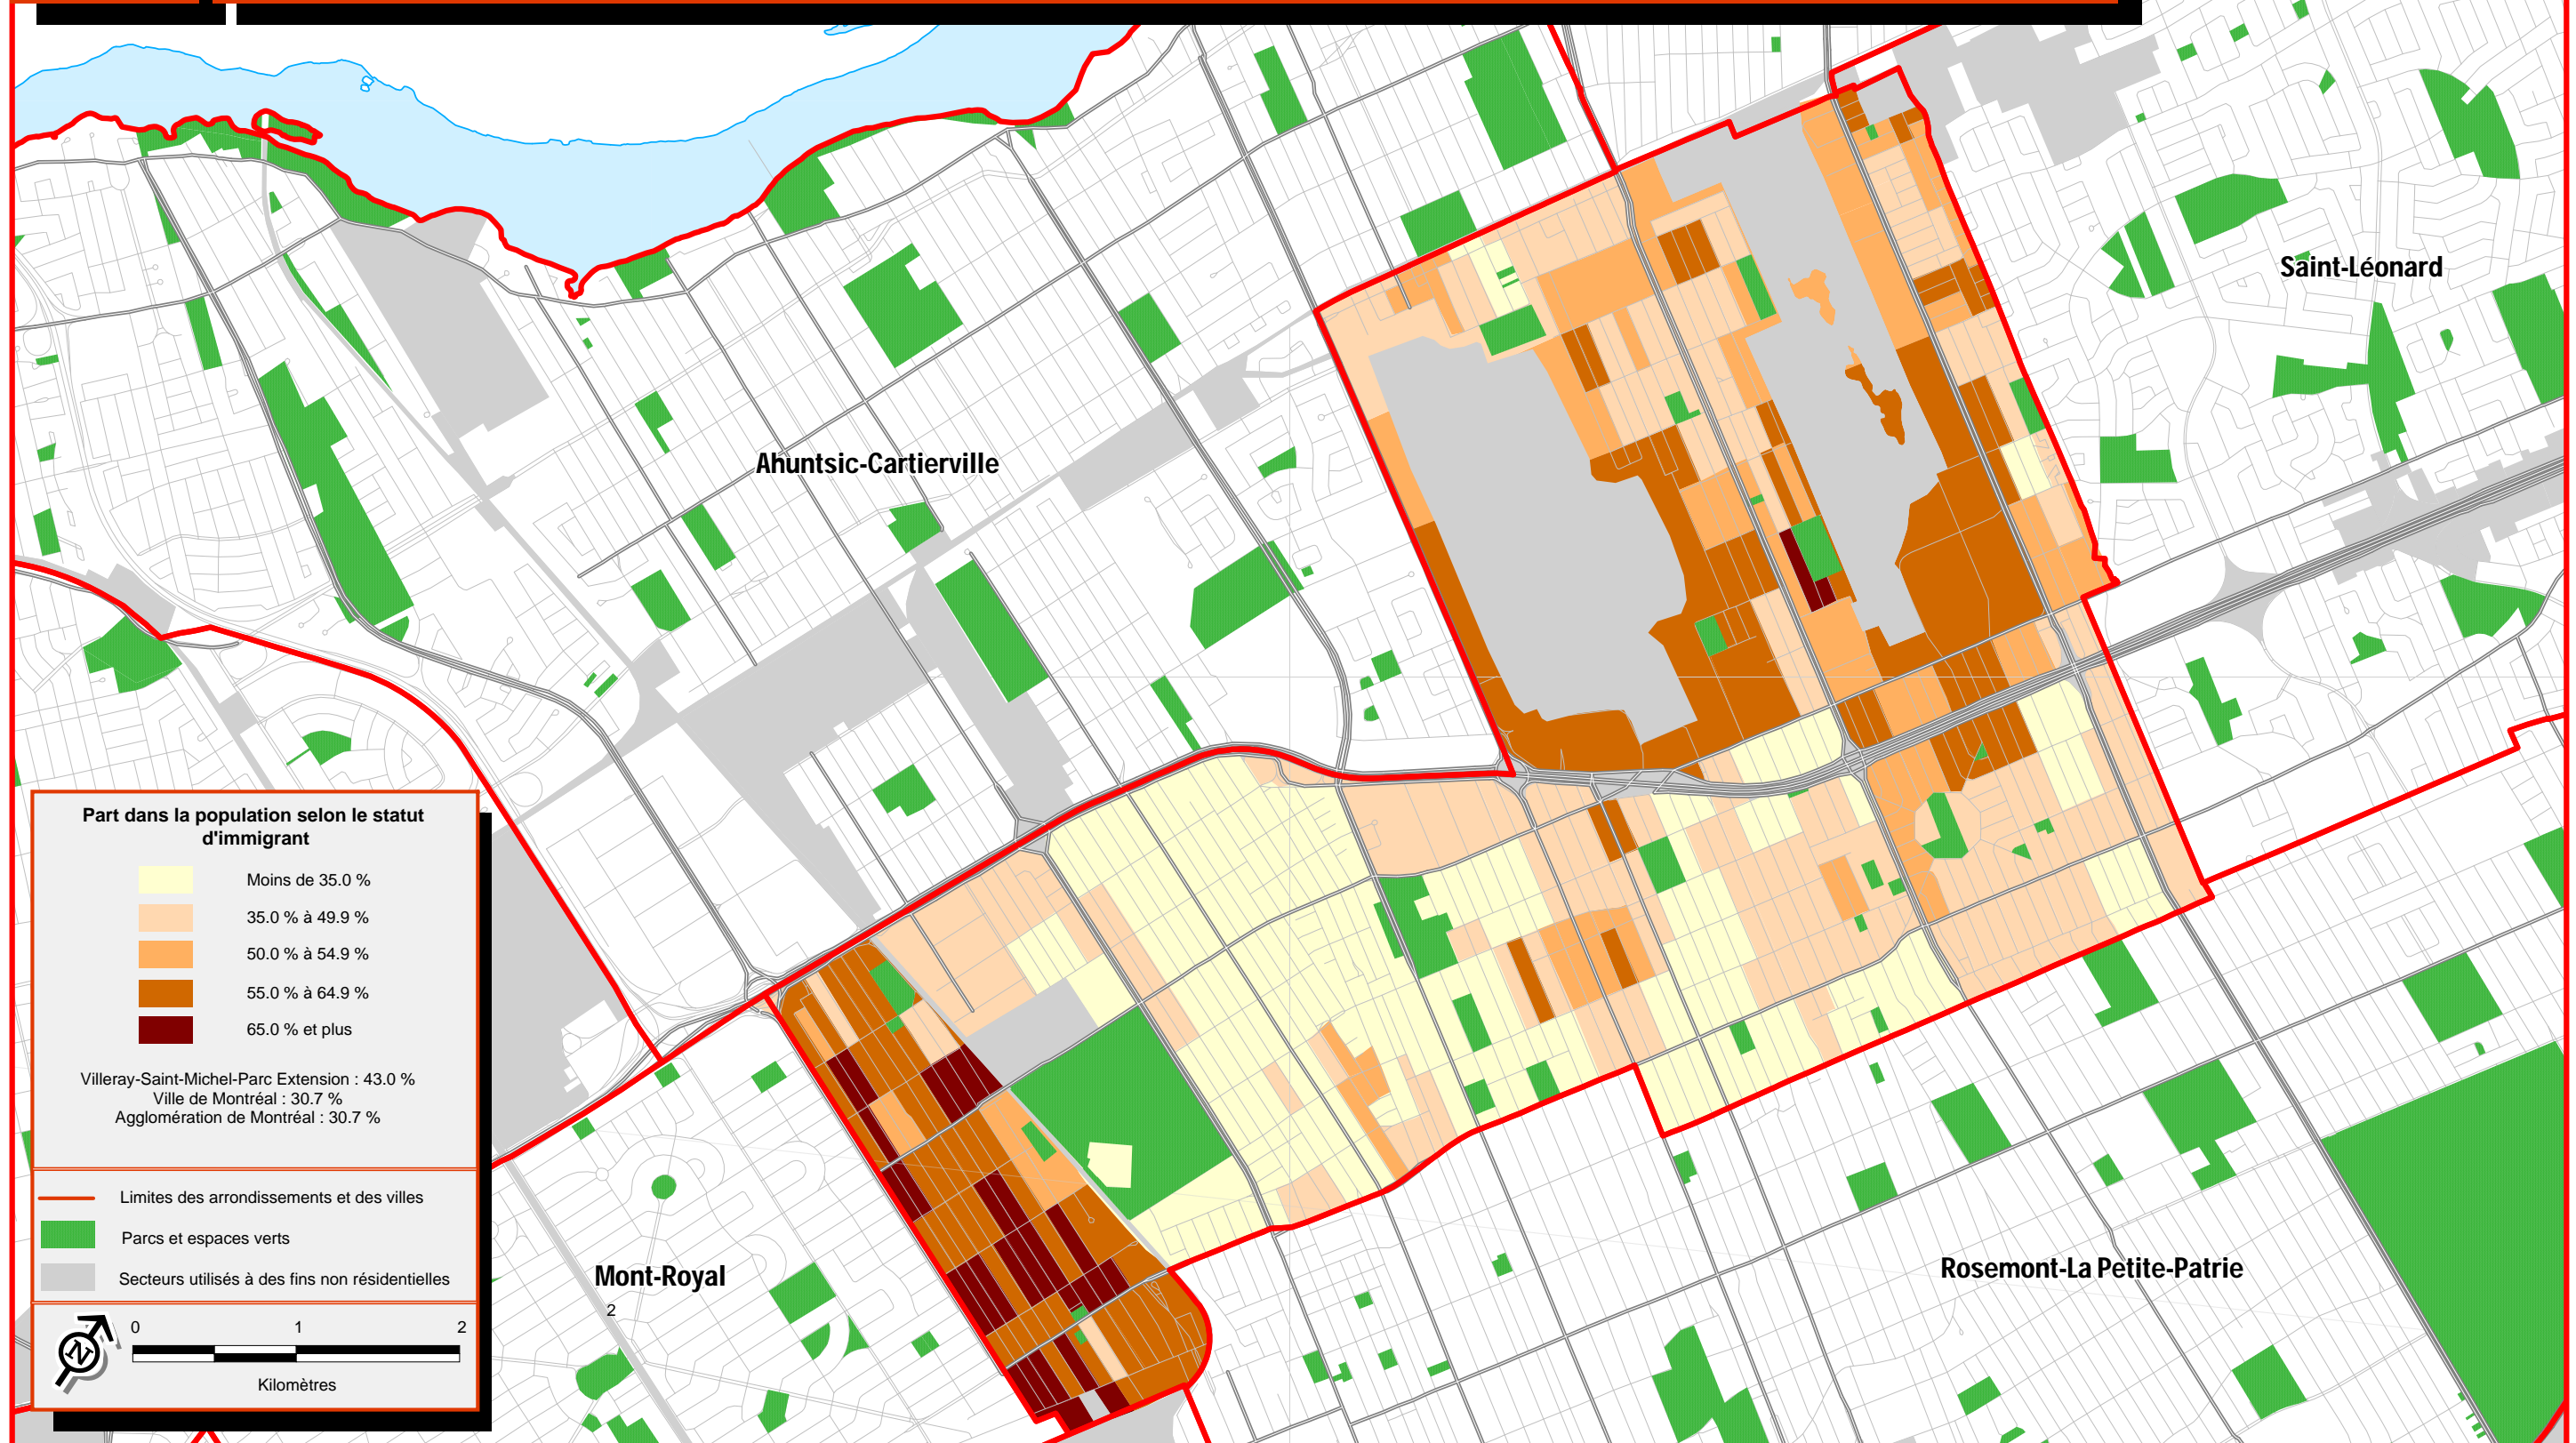 Saint-Léonard
Ahuntsic-Cartierville
Part dans la population selon le statut
d'immigrant
Moins de 35.0 %
35.0 % à 49.9 %
50.0 % à 54.9 %
55.0 % à 64.9 %
65.0 % et plus
Villeray-Saint-Michel-Parc Extension : 43.0 %
Ville de Montréal : 30.7 %
Agglomération de Montréal : 30.7 %
Limites des arrondissements et des villes
Parcs et espaces verts
Secteurs utilisés à des fins non résidentielles
Mont-Royal
2
Rosemont-La Petite-Patrie
N
0 1 2
Kilomètres